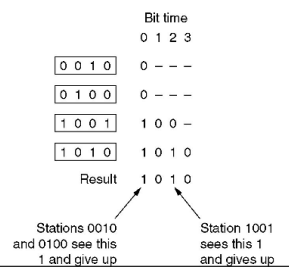 Bit time
0 1 2 3
0 0 1 0 0 - - -
0 1 0 0 0 - - -
1 0 0 1 1 0 0 -
1 0 1 0 1 0 1 0
Result 1 0 1 0
Stations 0010
and 0100 see this
1 and give up
Station 1001
sees this 1
and gives up